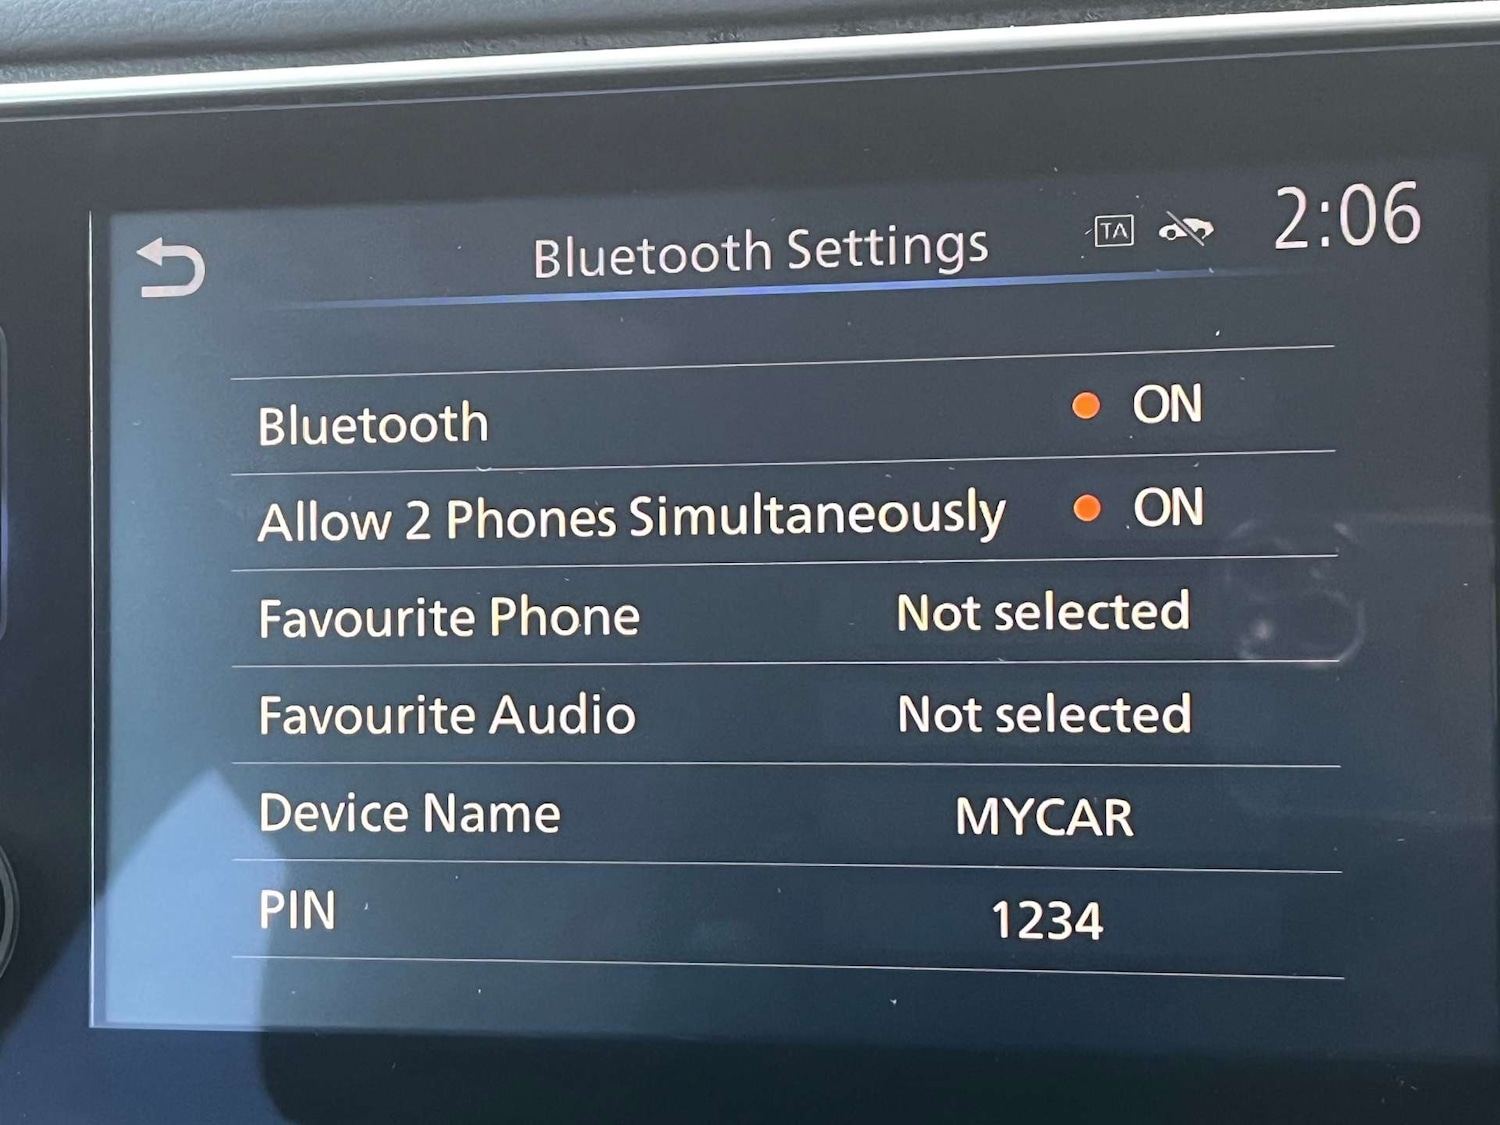 Bluetooth Settings TA 2:06
Bluetooth ON
Allow 2 Phones Simultaneously ON
Favourite Phone Not selected
Favourite Audio Not selected
Device Name MYCAR
PIN 1234